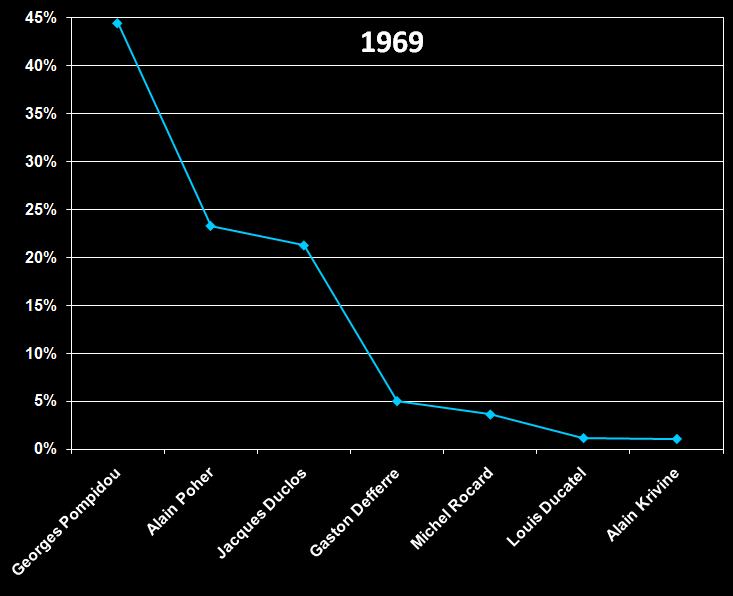 1969
45%
40%
35%
30%
25%
20%
15%
10%
5%
0%
Georges Pompidou
Alain Poher
Jacques Duclos
Gaston Defferre
Michel Rocard
Louis Ducatel
Alain Krivine